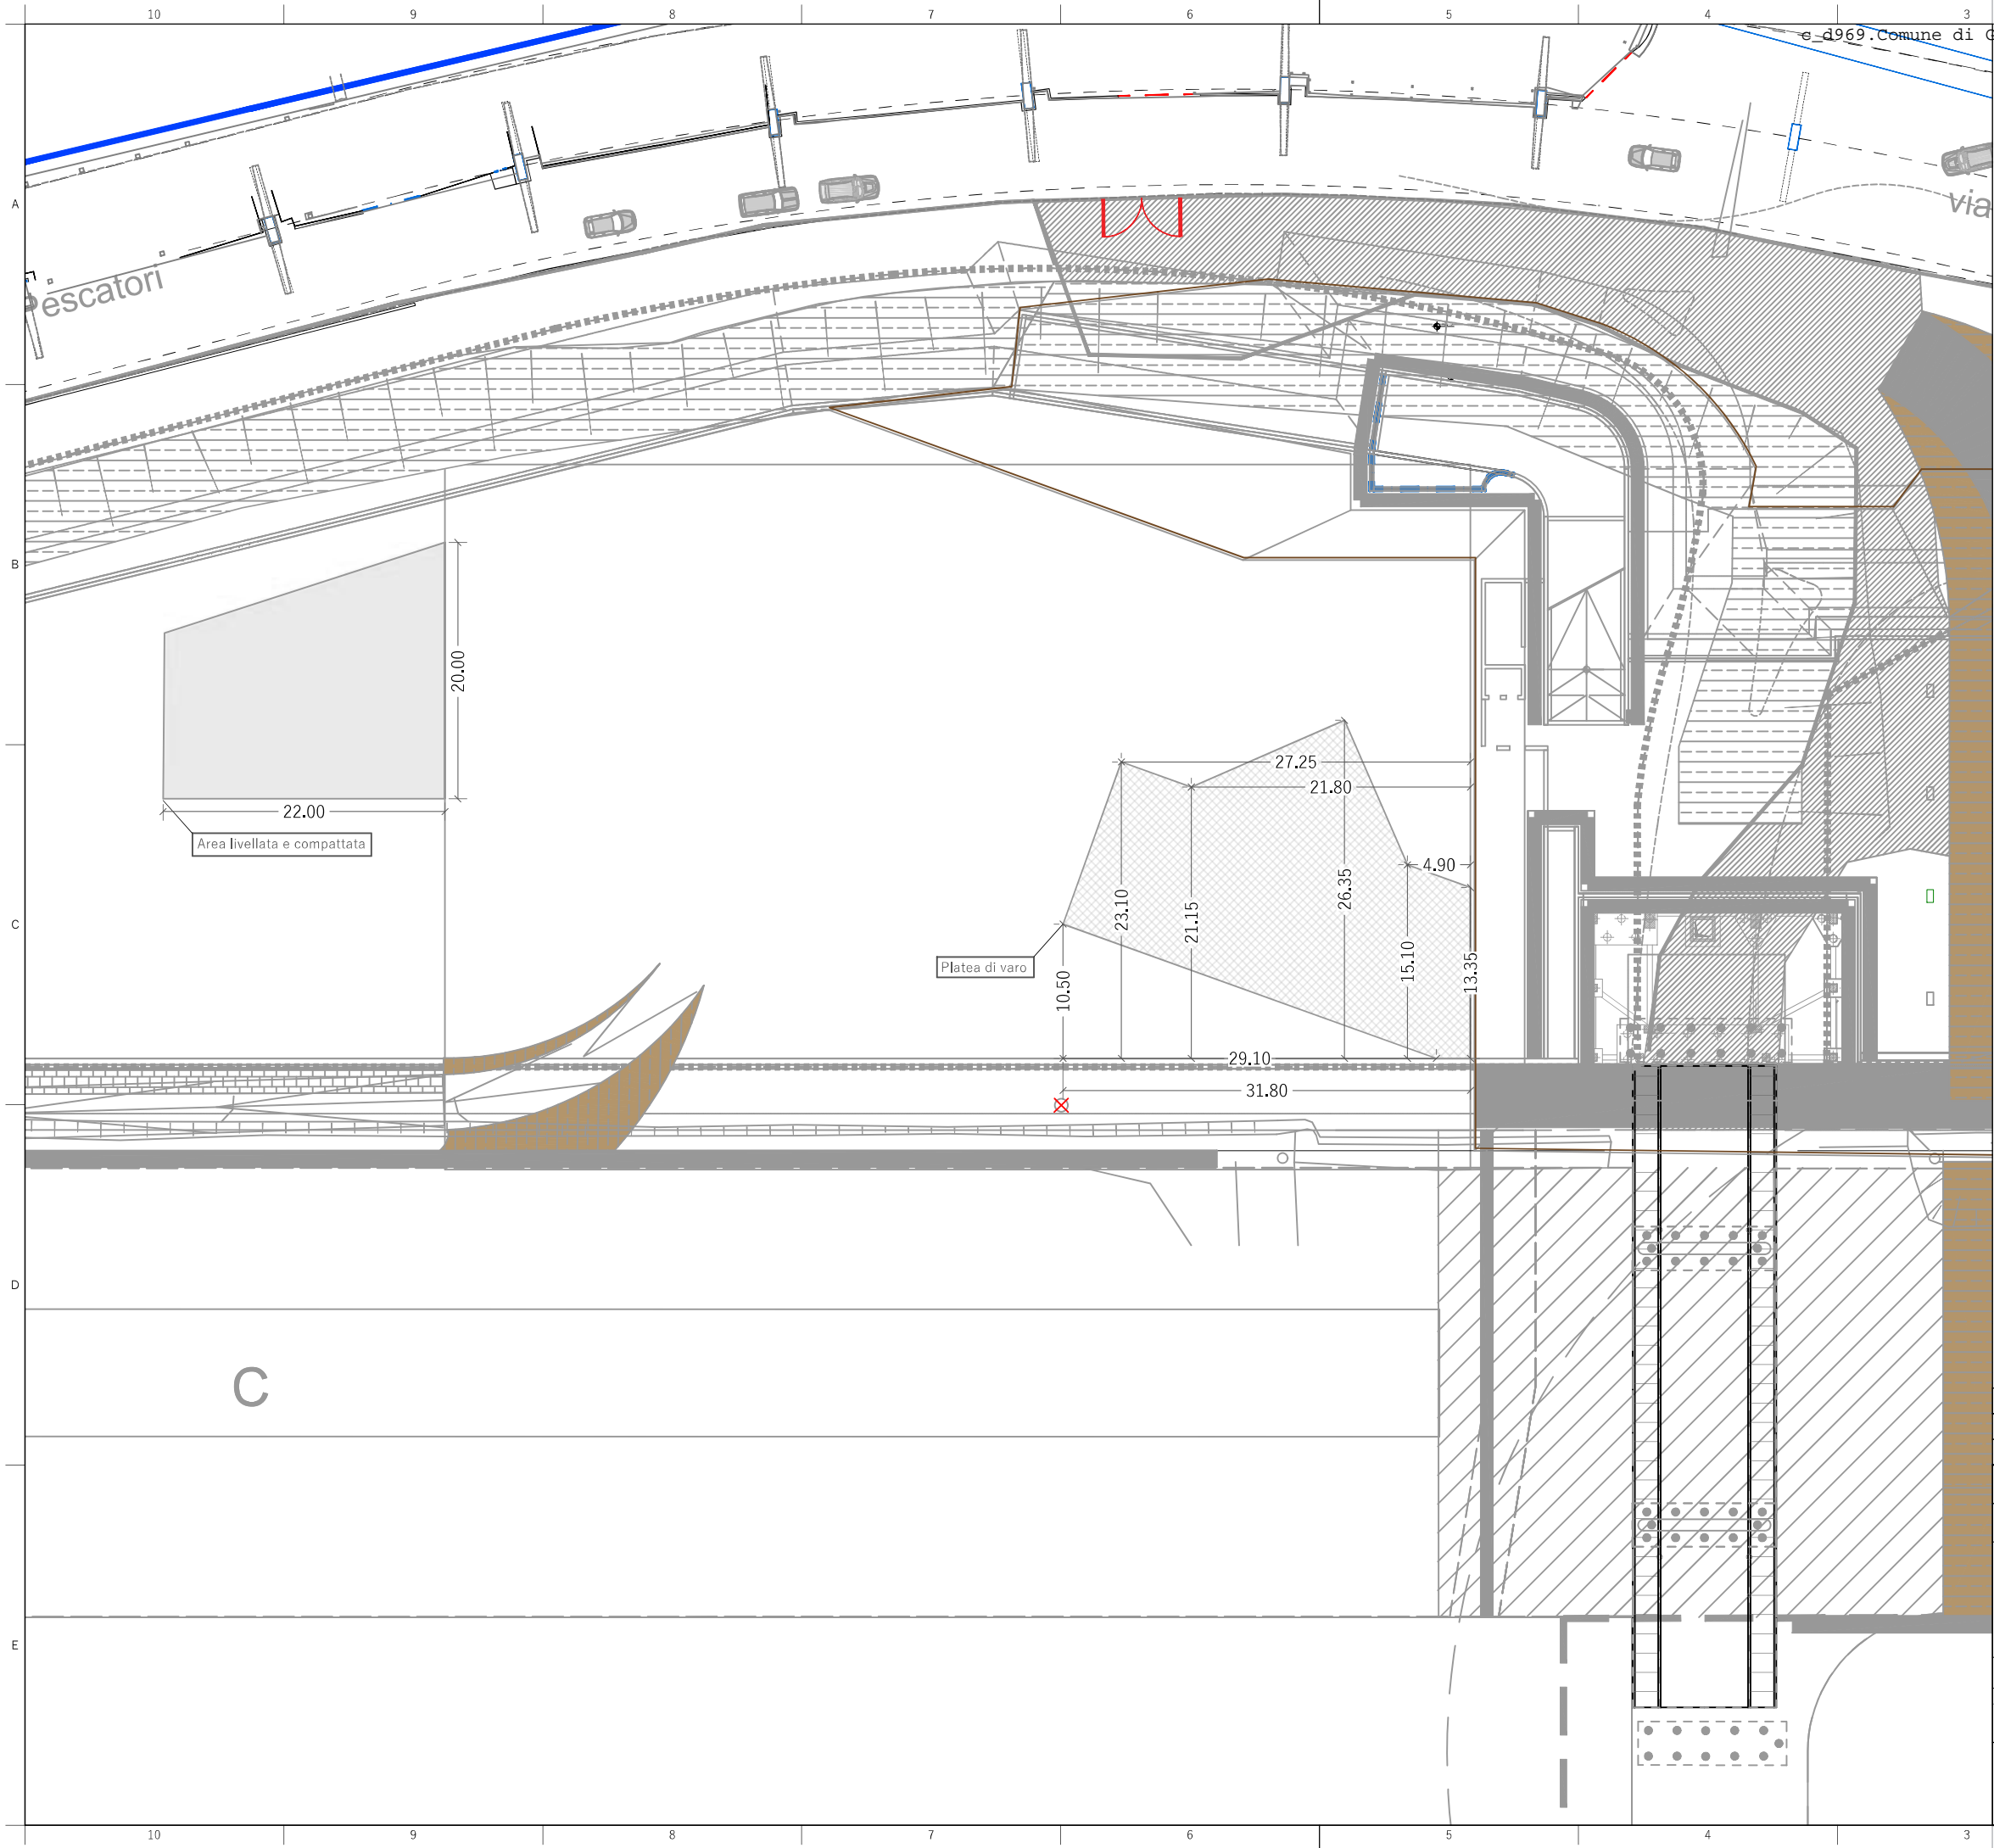 10 9 8 7 6 5 4 3
c_d969.Comune di G
A
via
Pescatori
B
20.00
22.00
Area livellata e compattata
27.25
21.80
4.90
26.35
23.10
21.15
15.10
13.35
10.50
C
Platea di varo
29.10
31.80
D
C
E
10 9 8 7 6 5 4 3